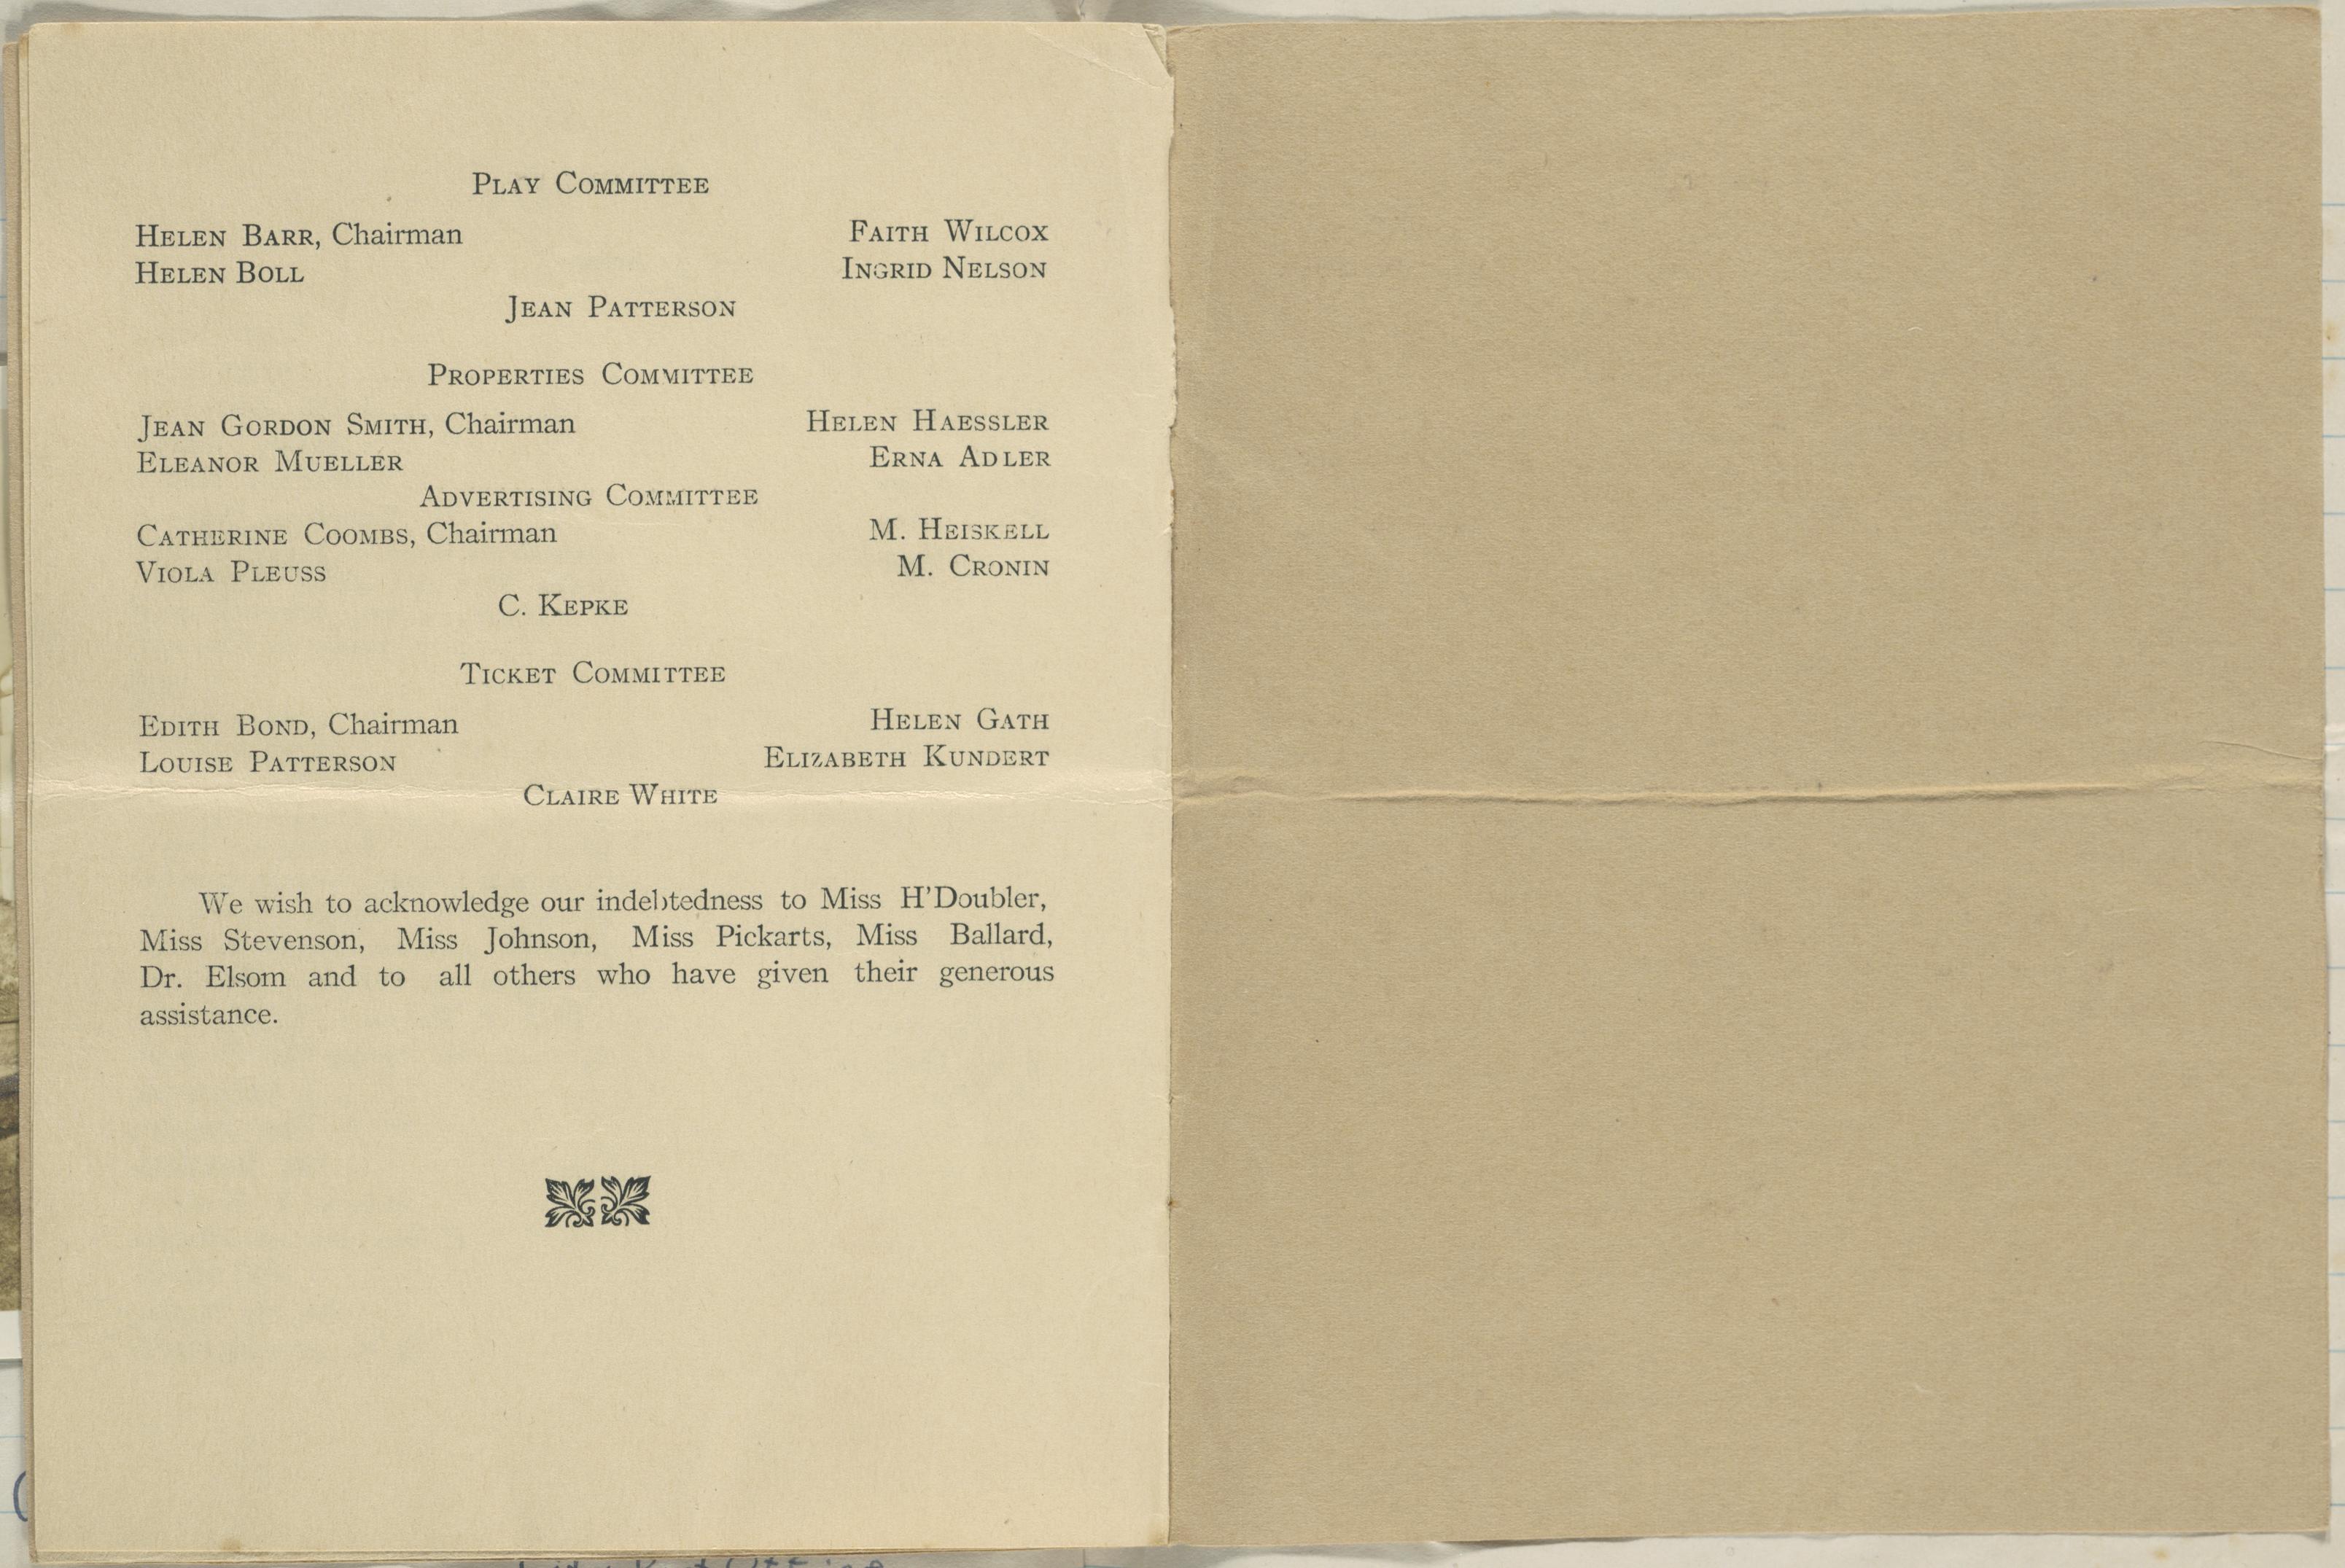 PLAY COMMITTEE
HELEN BARR, Chairman FAITH WILCOX
HELEN BOLL INGRID NELSON
JEAN PATTERSON
PROPERTIES COMMITTEE
JEAN GORDON SMITH, Chairman HELEN HAESSLER
ELEANOR MUELLER ERNA ADLER
ADVERTISING COMMITTEE
CATHERINE COOMBS, Chairman M. HEISKELL
VIOLA PLEUSS M. CRONIN
C. KEPKE
TICKET COMMITTEE
EDITH BOND, Chairman HELEN GATH
LOUISE PATTERSON ELIZABETH KUNDERT
CLAIRE WHITE
We wish to acknowledge our indebtedness to Miss H'Doubler,
Miss Stevenson, Miss Johnson, Miss Pickarts, Miss Ballard,
Dr. Elsom and to all others who have given their generous
assistance.